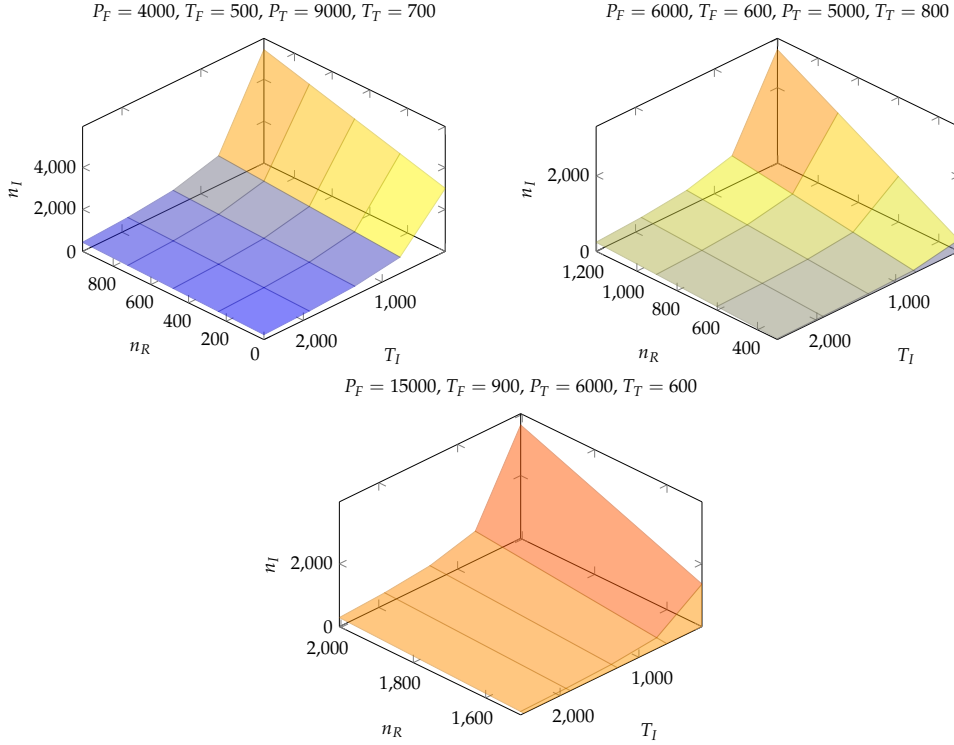 P_F = 4000, T_F = 500, P_T = 9000, T_T = 700
P_F = 6000, T_F = 600, P_T = 5000, T_T = 800
4,000
2,000
0
n_I
800
600
400
200
0
n_R
1,000
2,000
T_I
2,000
0
n_I
1,200
1,000
800
600
400
n_R
1,000
2,000
T_I
P_F = 15000, T_F = 900, P_T = 6000, T_T = 600
2,000
0
n_I
2,000
1,800
1,600
n_R
1,000
2,000
T_I